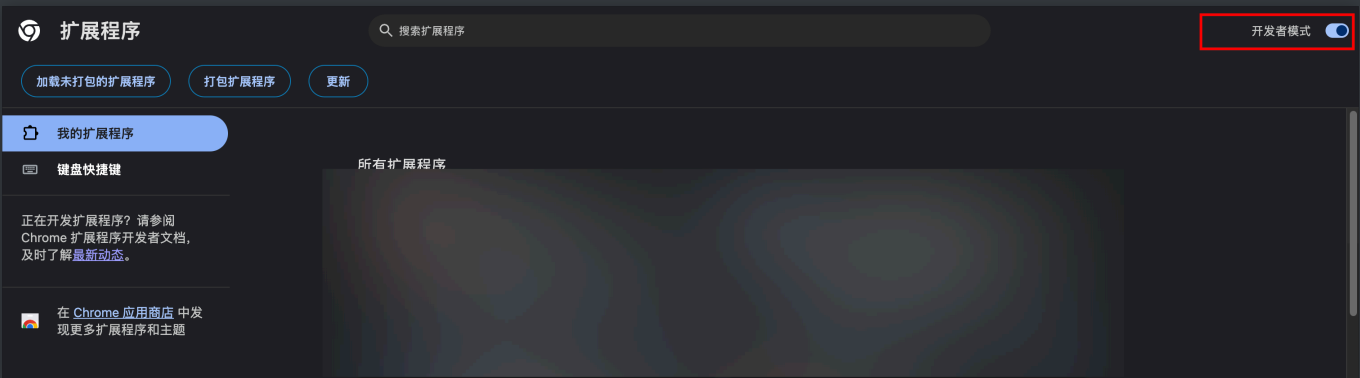 扩展程序
搜索扩展程序
开发者模式
加载未打包的扩展程序
打包扩展程序
更新
我的扩展程序
键盘快捷键
所有扩展程序
正在开发扩展程序？请参阅
Chrome 扩展程序开发者文档，
及时了解最新动态。
在 Chrome 应用商店 中发
现更多扩展程序和主题